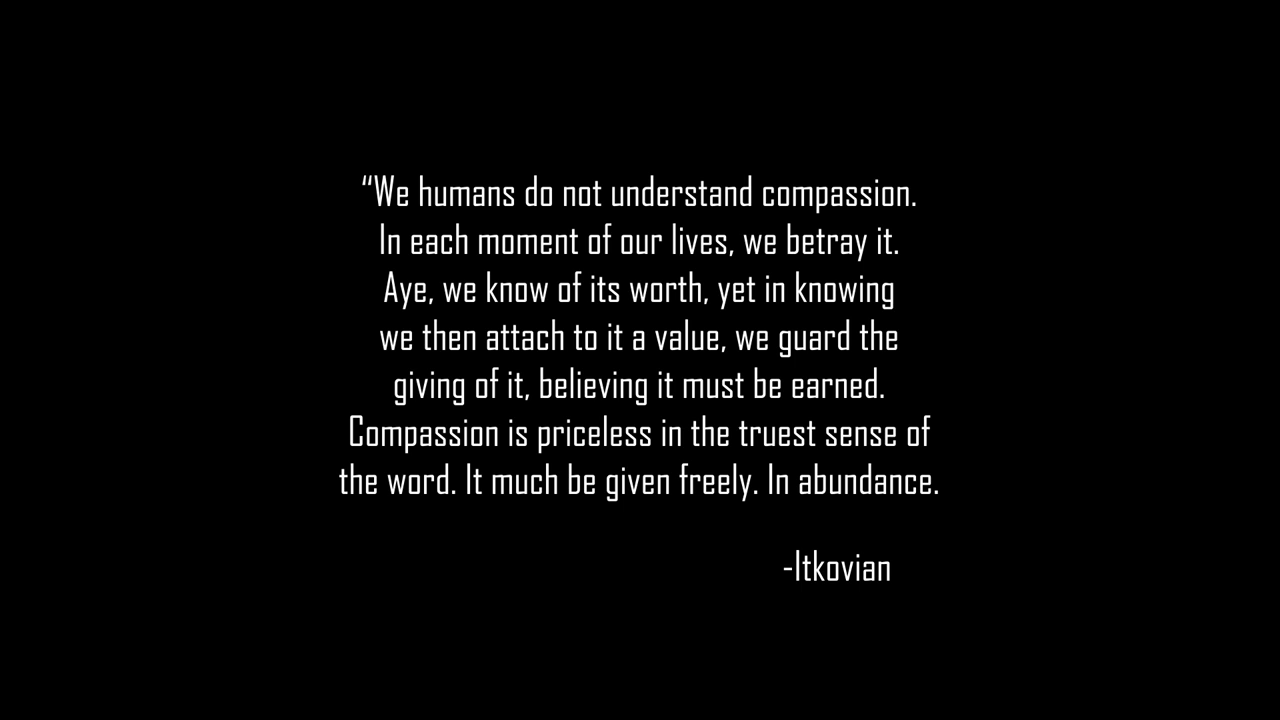 “We humans do not understand compassion.
In each moment of our lives, we betray it.
Aye, we know of its worth, yet in knowing
we then attach to it a value, we guard the
giving of it, believing it must be earned.
Compassion is priceless in the truest sense of
the word. It much be given freely. In abundance.
-Itkovian